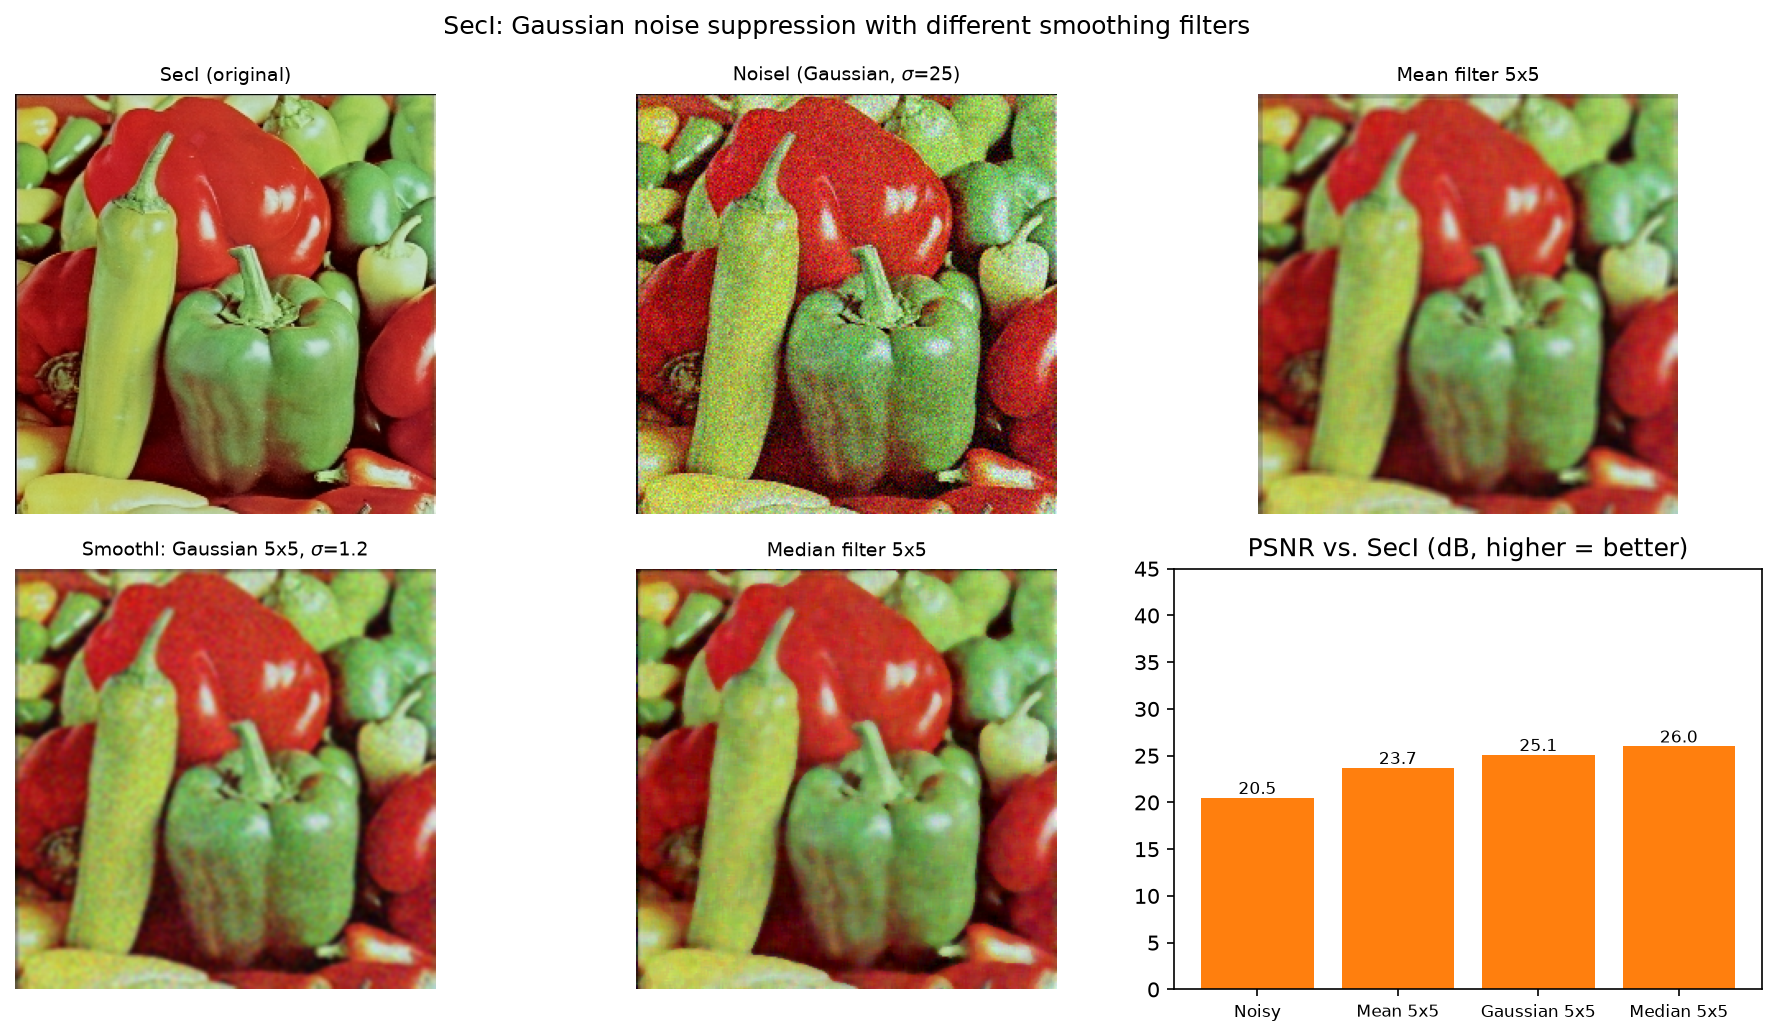 SecI: Gaussian noise suppression with different smoothing filters
SecI (original)
NoiseI (Gaussian, σ=25)
Mean filter 5x5
SmoothI: Gaussian 5x5, σ=1.2
Median filter 5x5
PSNR vs. SecI (dB, higher = better)
45
40
35
30
25
20
15
10
5
0
20.5
23.7
25.1
26.0
Noisy
Mean 5x5
Gaussian 5x5
Median 5x5